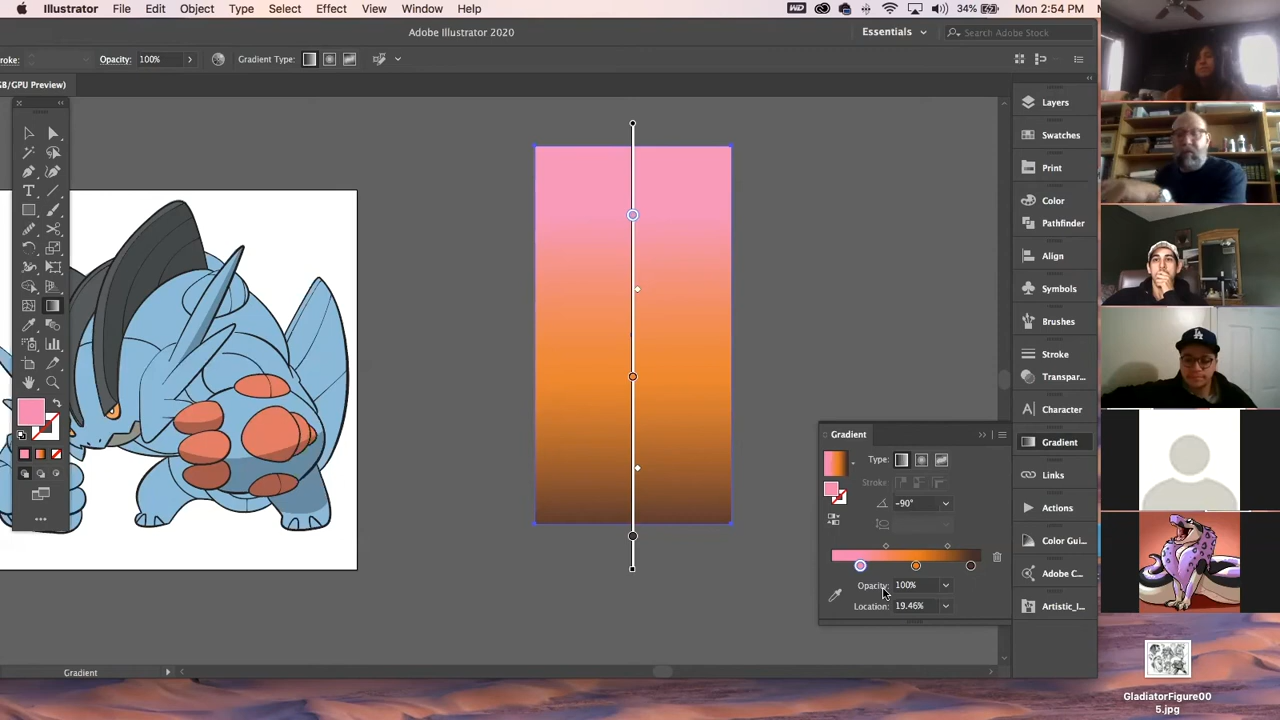 Illustrator File Edit Object Type Select Effect View Window Help
34% Mon 2:54 PM
Adobe Illustrator 2020
Essentials
Search Adobe Stock
roke:
Opacity: 100%
Gradient Type:
GB/GPU Preview)
Layers
Swatches
Print
Color
Pathfinder
Align
Symbols
Brushes
Stroke
Transpar...
Character
Gradient
Links
Actions
Color Gui...
Adobe C...
Artistic_I...
Gradient
Type:
Stroke:
-90°
Opacity: 100%
Location: 19.46%
Gradient
GladiatorFigure00
5.jpg